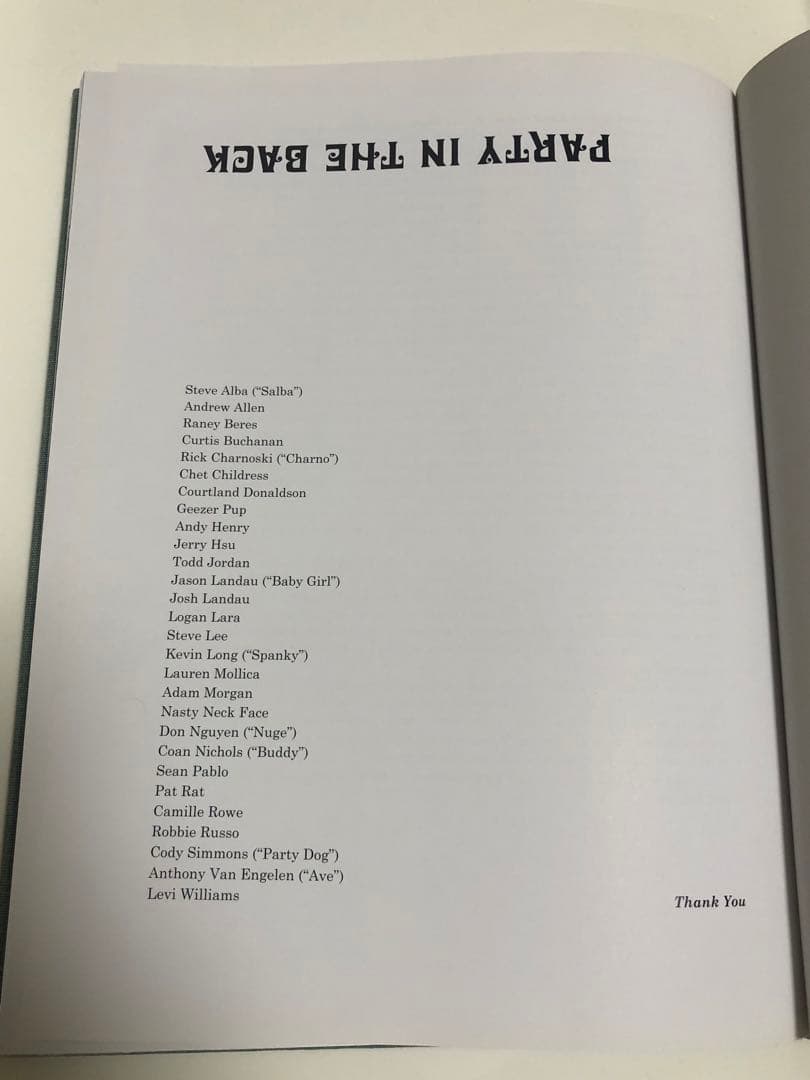 PARTY IN THE BACK
Steve Alba (“Salba”)
Andrew Allen
Raney Beres
Curtis Buchanan
Rick Charnoski (“Charno”)
Chet Childress
Courtland Donaldson
Geezer Pup
Andy Henry
Jerry Hsu
Todd Jordan
Jason Landau (“Baby Girl”)
Josh Landau
Logan Lara
Steve Lee
Kevin Long (“Spanky”)
Lauren Mollica
Adam Morgan
Nasty Neck Face
Don Nguyen (“Nuge”)
Coan Nichols (“Buddy”)
Sean Pablo
Pat Rat
Camille Rowe
Robbie Russo
Cody Simmons (“Party Dog”)
Anthony Van Engelen (“Ave”)
Levi Williams
Thank You